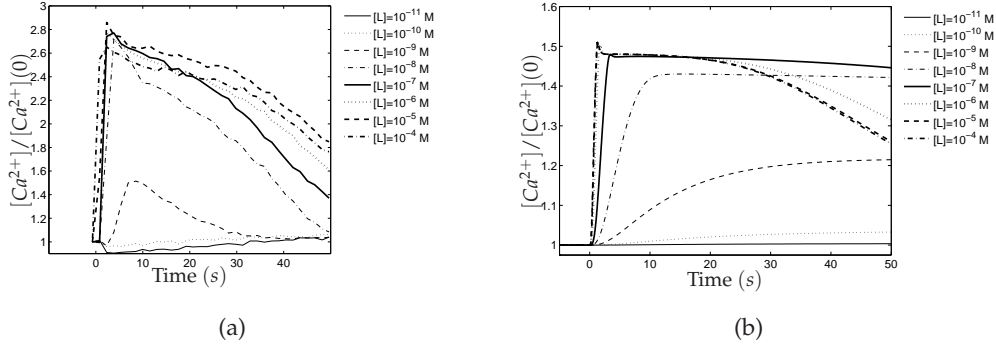 3
2.8
2.6
2.4
2.2
2
1.8
1.6
1.4
1.2
1
[Ca²⁺]/[Ca²⁺](0)
0 10 20 30 40
Time (s)
[L]=10⁻¹¹ M
[L]=10⁻¹⁰ M
[L]=10⁻⁹ M
[L]=10⁻⁸ M
[L]=10⁻⁷ M
[L]=10⁻⁶ M
[L]=10⁻⁵ M
[L]=10⁻⁴ M
(a)
1.6
1.5
1.4
1.3
1.2
1.1
1
[Ca²⁺]/[Ca²⁺](0)
0 10 20 30 40 50
Time (s)
[L]=10⁻¹¹ M
[L]=10⁻¹⁰ M
[L]=10⁻⁹ M
[L]=10⁻⁸ M
[L]=10⁻⁷ M
[L]=10⁻⁶ M
[L]=10⁻⁵ M
[L]=10⁻⁴ M
(b)